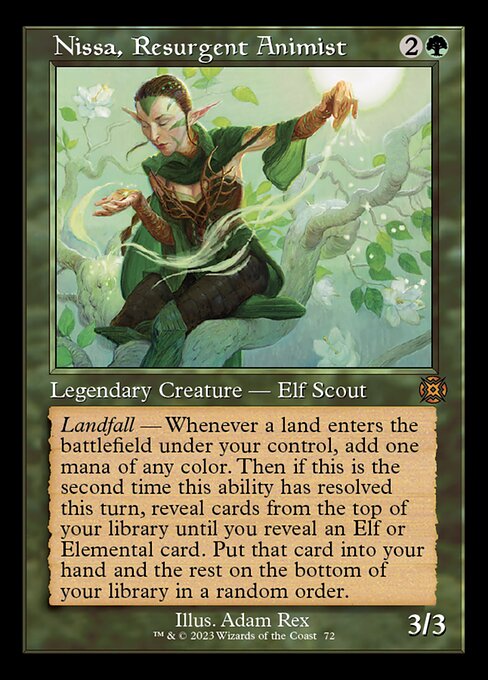 Nissa, Resurgent Animist 2
Legendary Creature — Elf Scout
Landfall — Whenever a land enters the
battlefield under your control, add one
mana of any color. Then if this is the
second time this ability has resolved
this turn, reveal cards from the top of
your library until you reveal an Elf or
Elemental card. Put that card into your
hand and the rest on the bottom of
your library in a random order.
Illus. Adam Rex
™ & © 2023 Wizards of the Coast 72
3/3